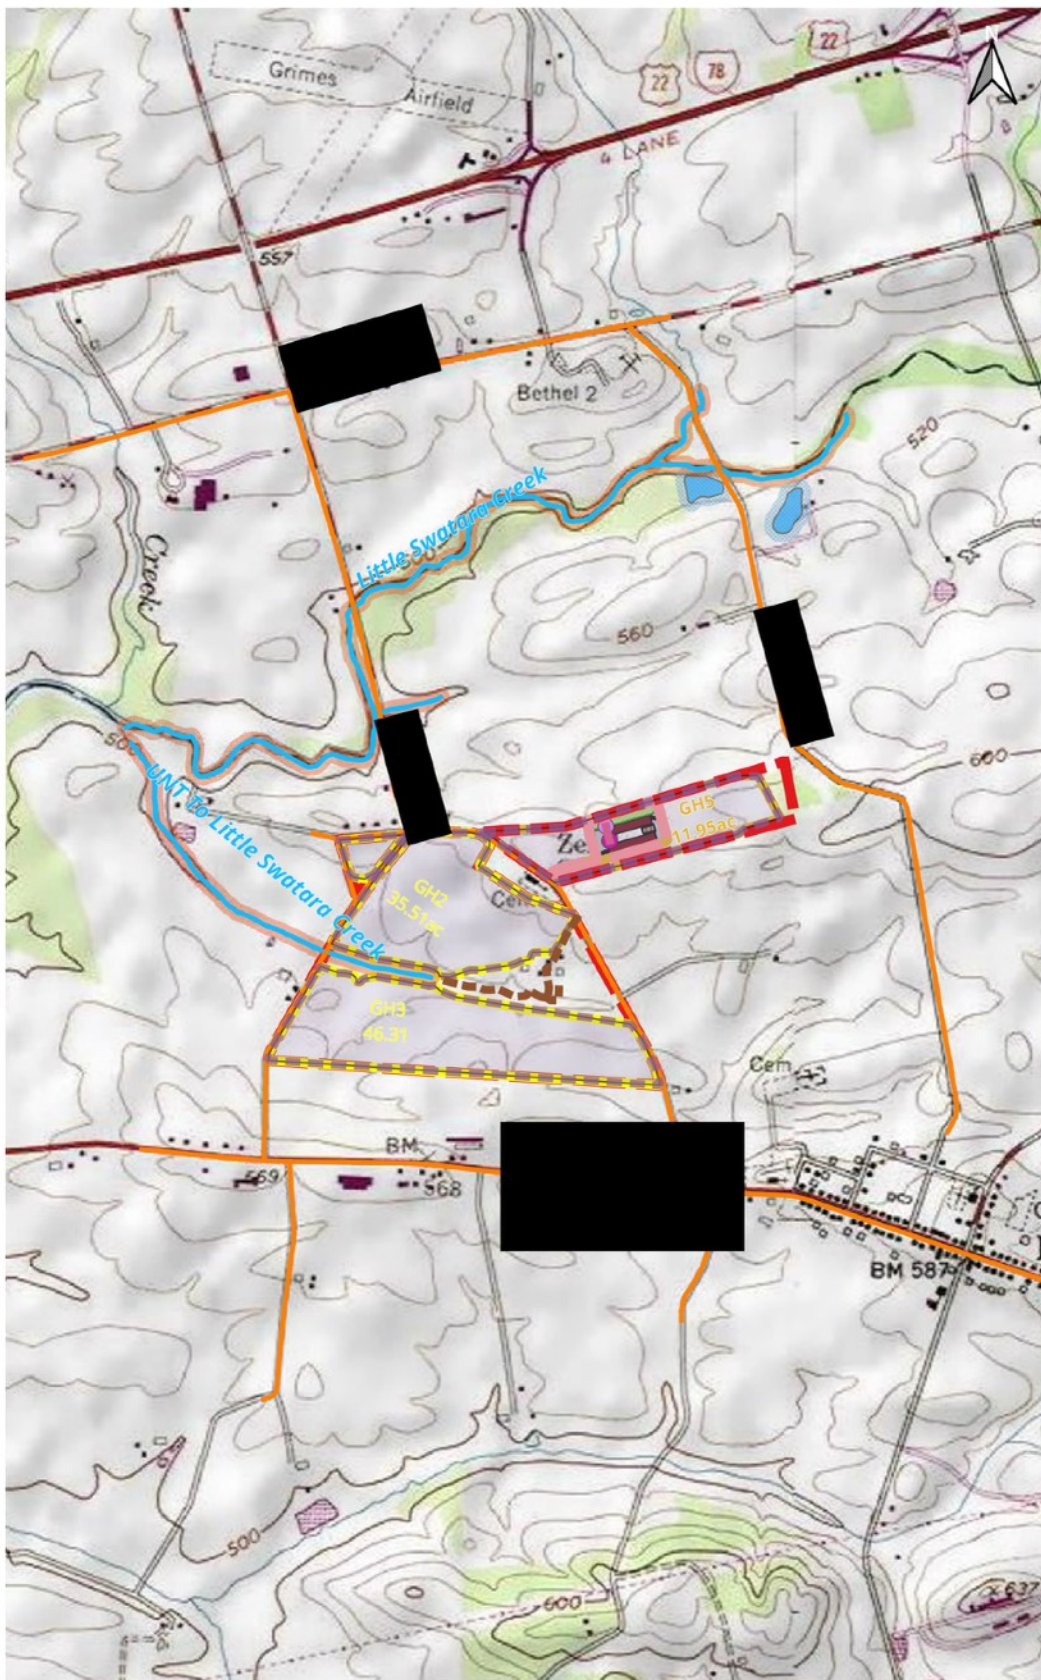 N
22
Grimes
22
78
Airfield
4 LANE
557
Bethel 2
520
Little Swatara Creek
500
Creek
560
500
600
UNT To Little Swatara Creek
GH5
11.95ac
GH2
35.51ac
GH3
46.31
Cem
BM
569
568
BM 587
500
600
x 637